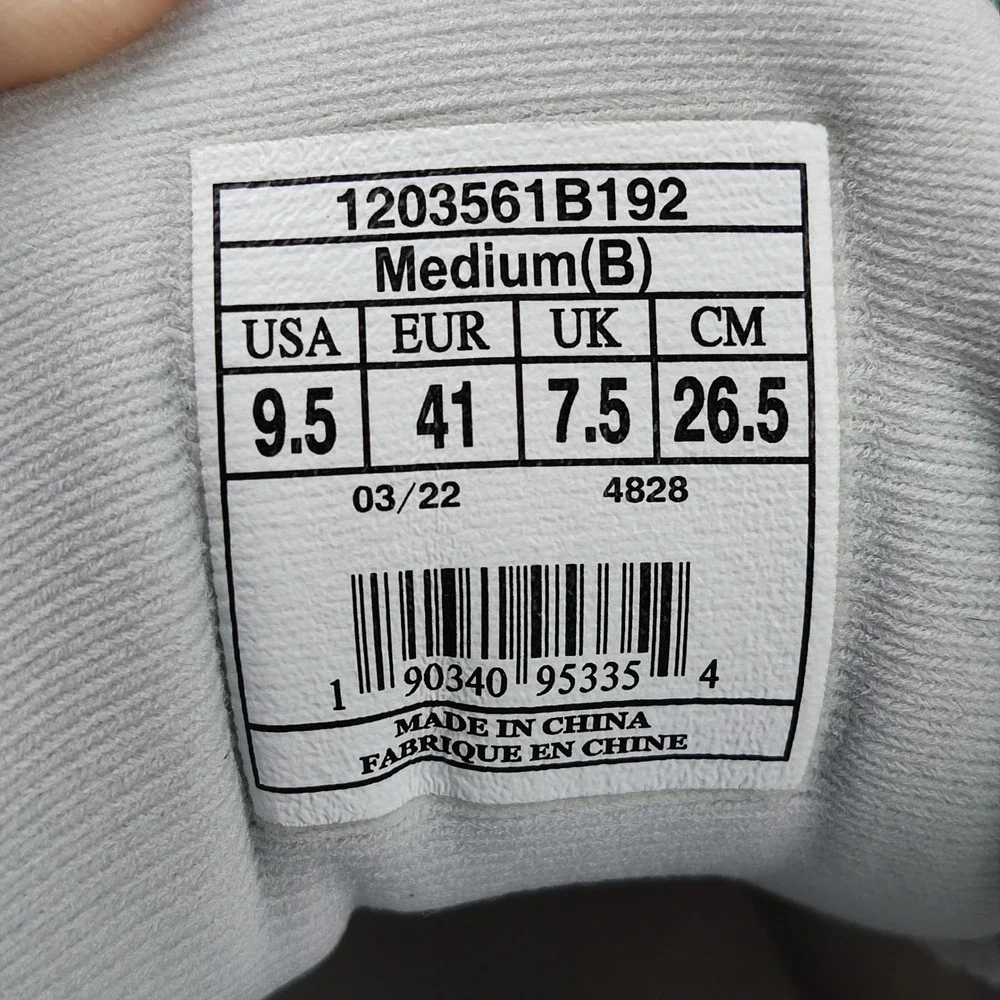 1203561B192
Medium(B)
USA EUR UK CM
9.5 41 7.5 26.5
03/22 4828
1 90340 95335 4
MADE IN CHINA
FABRIQUE EN CHINE